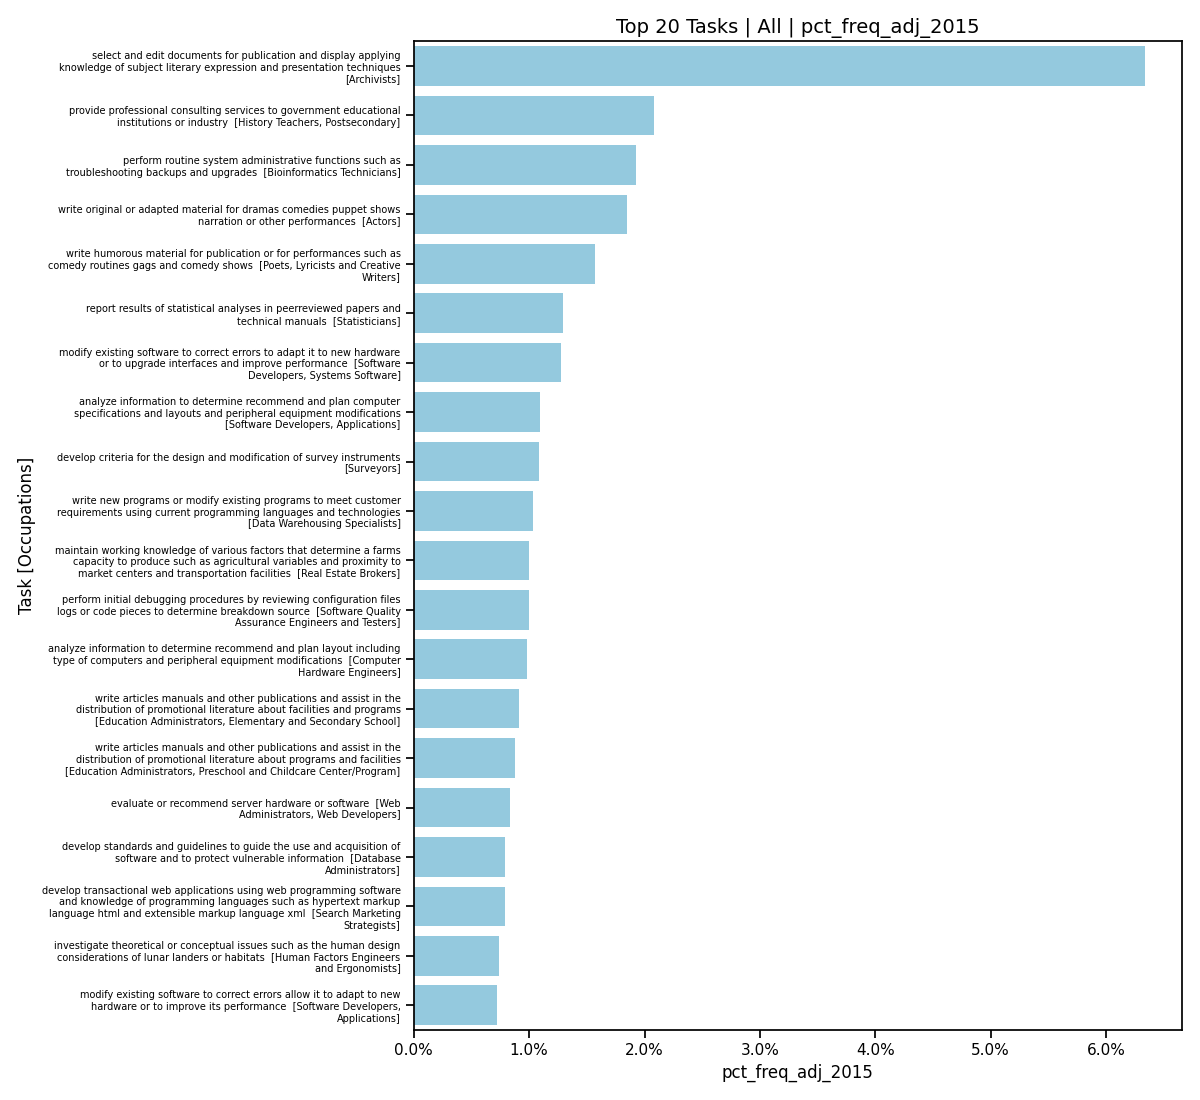 Top 20 Tasks | All | pct_freq_adj_2015
select and edit documents for publication and display applying
knowledge of subject literary expression and presentation techniques
[Archivists]
provide professional consulting services to government educational
institutions or industry  [History Teachers, Postsecondary]
perform routine system administrative functions such as
troubleshooting backups and upgrades  [Bioinformatics Technicians]
write original or adapted material for dramas comedies puppet shows
narration or other performances  [Actors]
write humorous material for publication or for performances such as
comedy routines gags and comedy shows  [Poets, Lyricists and Creative
Writers]
report results of statistical analyses in peerreviewed papers and
technical manuals  [Statisticians]
modify existing software to correct errors to adapt it to new hardware
or to upgrade interfaces and improve performance  [Software
Developers, Systems Software]
analyze information to determine recommend and plan computer
specifications and layouts and peripheral equipment modifications
[Software Developers, Applications]
develop criteria for the design and modification of survey instruments
[Surveyors]
write new programs or modify existing programs to meet customer
requirements using current programming languages and technologies
[Data Warehousing Specialists]
maintain working knowledge of various factors that determine a farms
capacity to produce such as agricultural variables and proximity to
market centers and transportation facilities  [Real Estate Brokers]
perform initial debugging procedures by reviewing configuration files
logs or code pieces to determine breakdown source  [Software Quality
Assurance Engineers and Testers]
analyze information to determine recommend and plan layout including
type of computers and peripheral equipment modifications  [Computer
Hardware Engineers]
write articles manuals and other publications and assist in the
distribution of promotional literature about facilities and programs
[Education Administrators, Elementary and Secondary School]
write articles manuals and other publications and assist in the
distribution of promotional literature about programs and facilities
[Education Administrators, Preschool and Childcare Center/Program]
evaluate or recommend server hardware or software  [Web
Administrators, Web Developers]
develop standards and guidelines to guide the use and acquisition of
software and to protect vulnerable information  [Database
Administrators]
develop transactional web applications using web programming software
and knowledge of programming languages such as hypertext markup
language html and extensible markup language xml  [Search Marketing
Strategists]
investigate theoretical or conceptual issues such as the human design
considerations of lunar landers or habitats  [Human Factors Engineers
and Ergonomists]
modify existing software to correct errors allow it to adapt to new
hardware or to improve its performance  [Software Developers,
Applications]
Task [Occupations]
0.0% 1.0% 2.0% 3.0% 4.0% 5.0% 6.0%
pct_freq_adj_2015